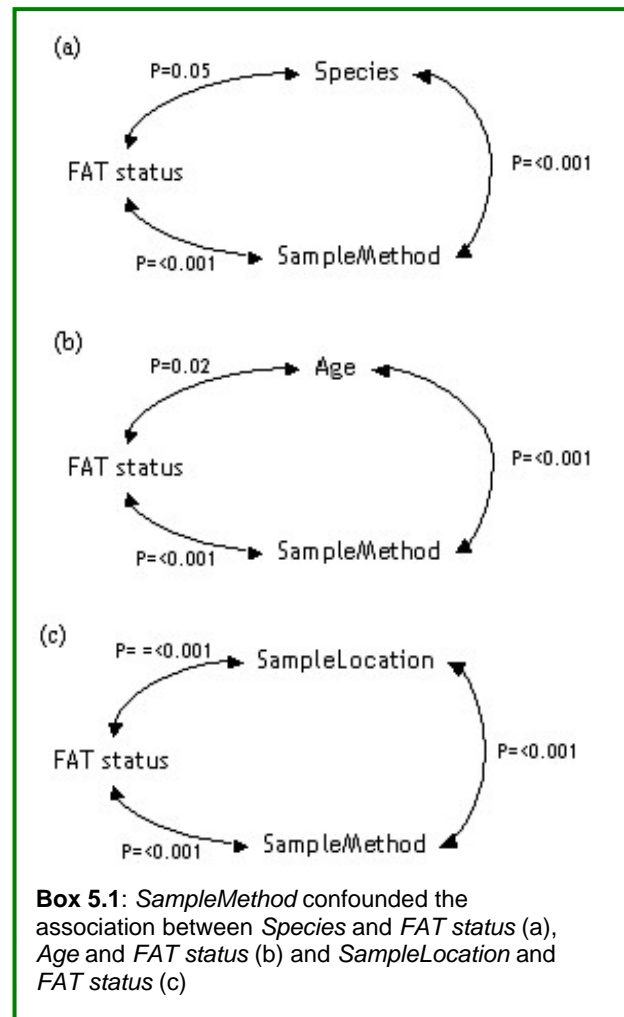 (a)
P=0.05
Species
FAT status
P=<0.001
P=<0.001
SampleMethod
(b)
P=0.02
Age
FAT status
P=<0.001
P=<0.001
SampleMethod
(c)
P= =<0.001
SampleLocation
FAT status
P=<0.001
P=<0.001
SampleMethod
Box 5.1: SampleMethod confounded the
association between Species and FAT status (a),
Age and FAT status (b) and SampleLocation and
FAT status (c)